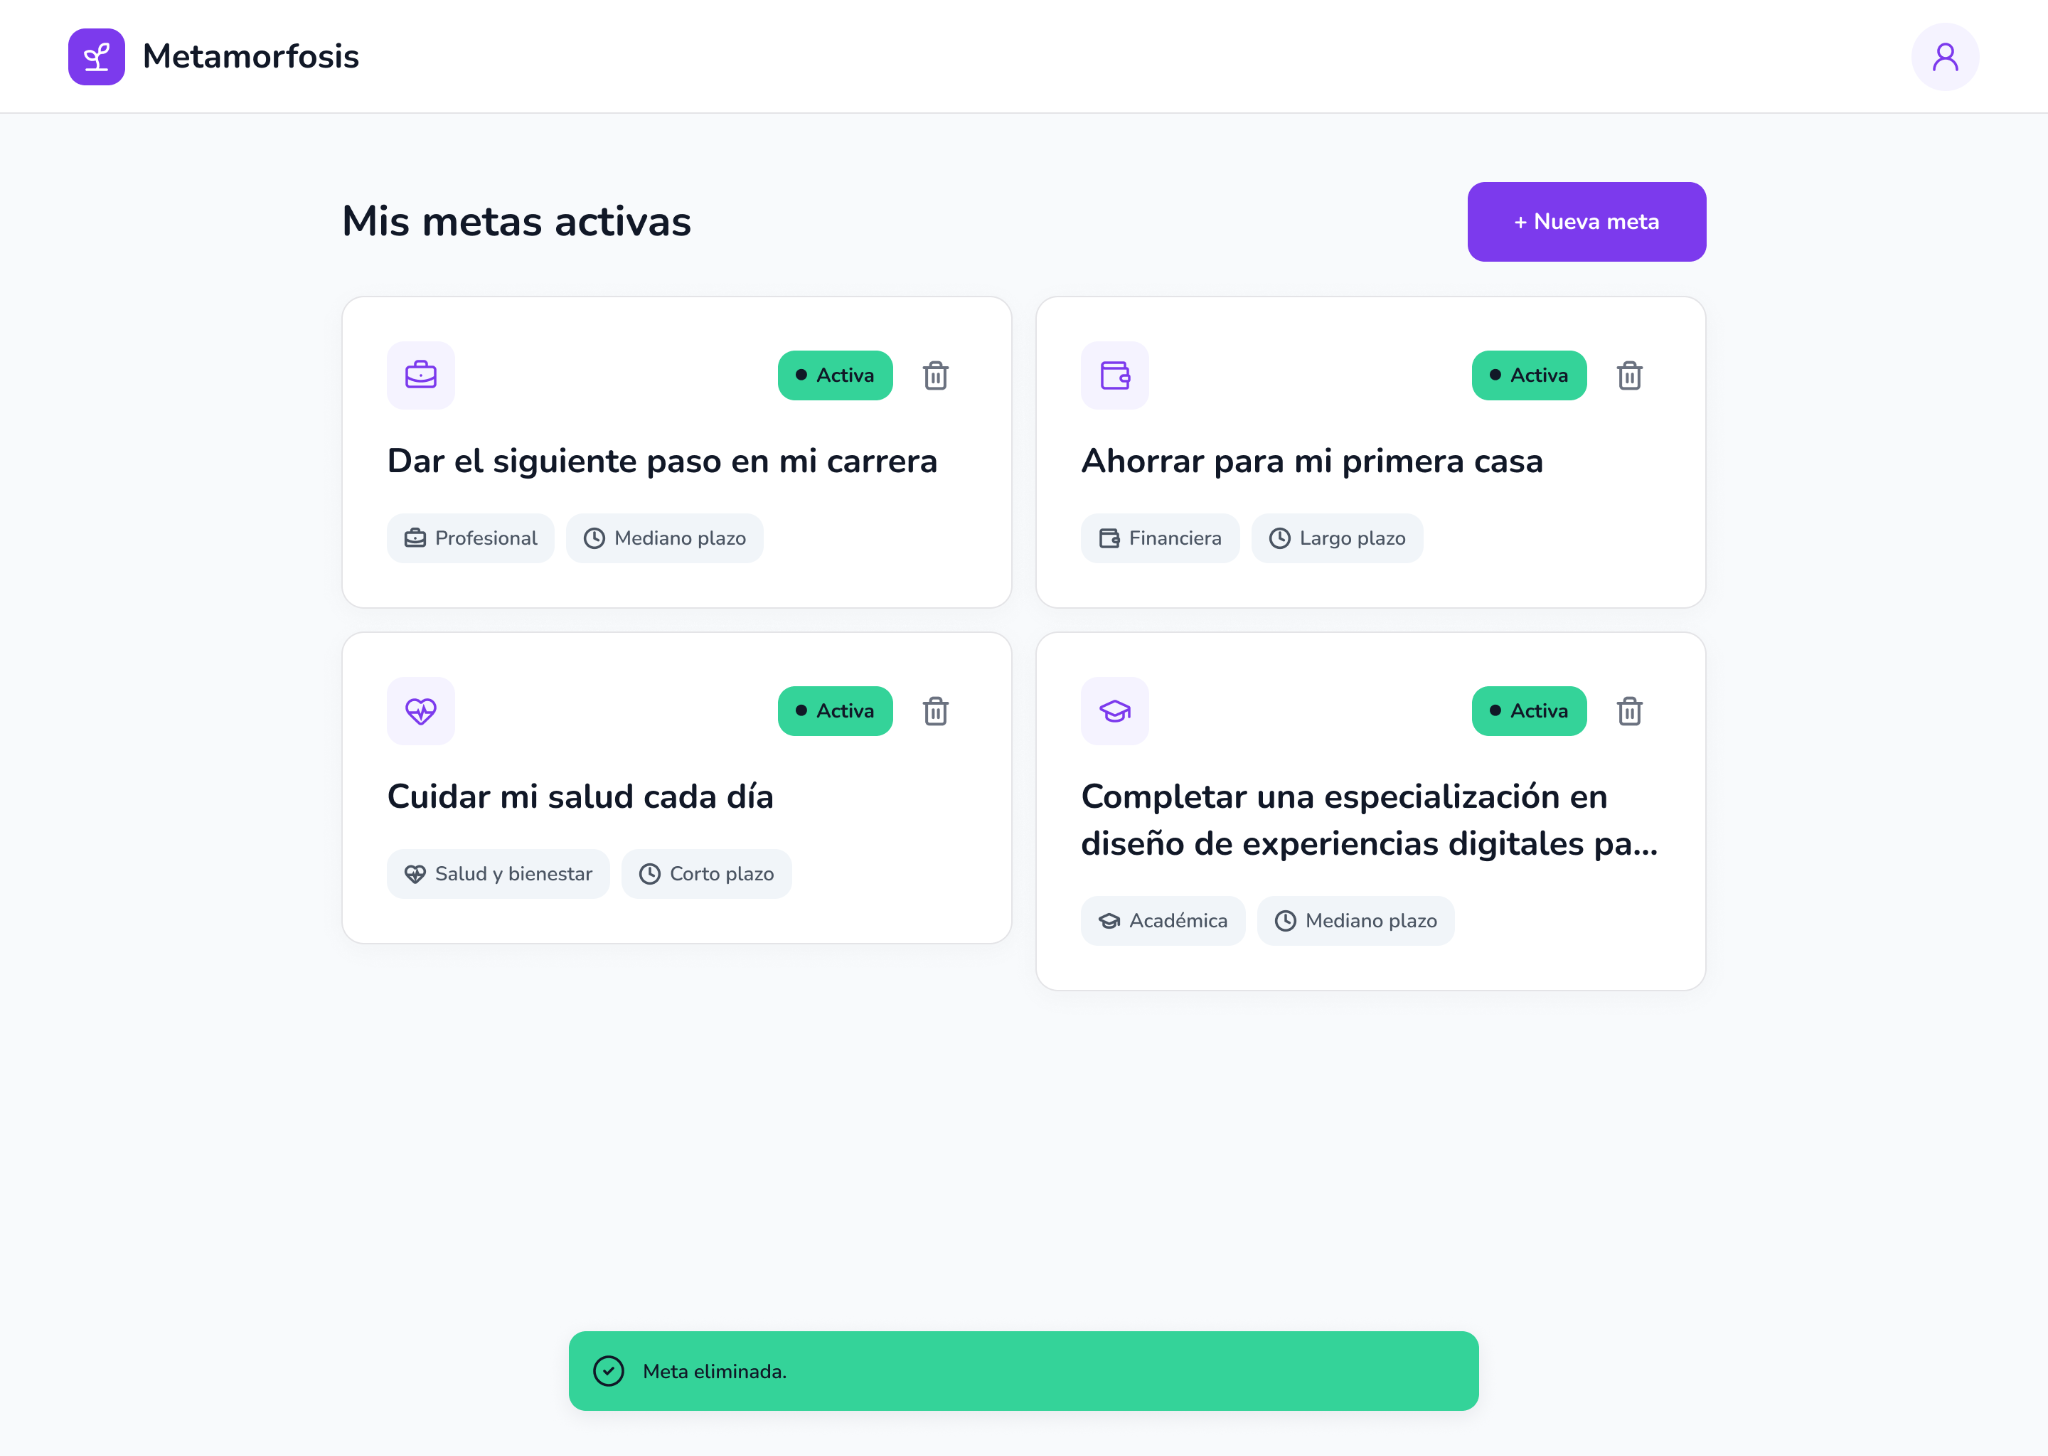 Metamorfosis
Mis metas activas
+ Nueva meta
Activa
Dar el siguiente paso en mi carrera
Profesional
Mediano plazo
Activa
Ahorrar para mi primera casa
Financiera
Largo plazo
Activa
Cuidar mi salud cada día
Salud y bienestar
Corto plazo
Activa
Completar una especialización en
diseño de experiencias digitales pa...
Académica
Mediano plazo
Meta eliminada.